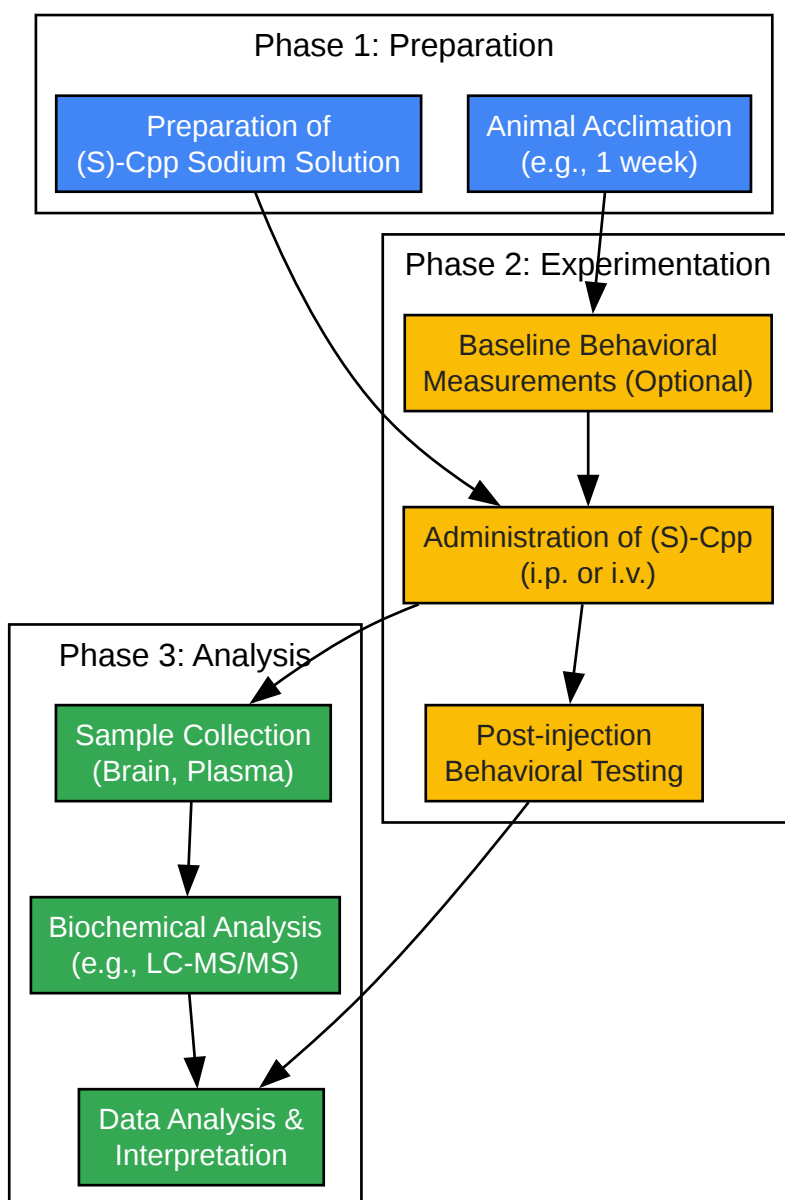 Phase 1: Preparation
Preparation of
(S)-Cpp Sodium Solution
Animal Acclimation
(e.g., 1 week)
Phase 2: Experimentation
Baseline Behavioral
Measurements (Optional)
Administration of (S)-Cpp
(i.p. or i.v.)
Phase 3: Analysis
Sample Collection
(Brain, Plasma)
Post-injection
Behavioral Testing
Biochemical Analysis
(e.g., LC-MS/MS)
Data Analysis &
Interpretation